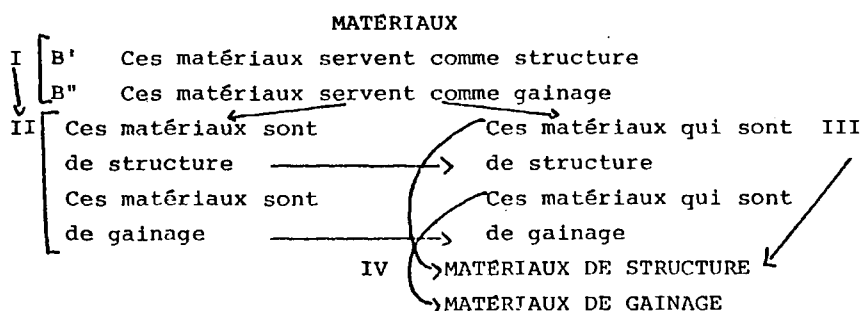 MATÉRIAUX
I B' Ces matériaux servent comme structure
B" Ces matériaux servent comme gainage
II Ces matériaux sont Ces matériaux qui sont III
de structure de structure
Ces matériaux sont Ces matériaux qui sont
de gainage de gainage
IV MATÉRIAUX DE STRUCTURE
MATÉRIAUX DE GAINAGE